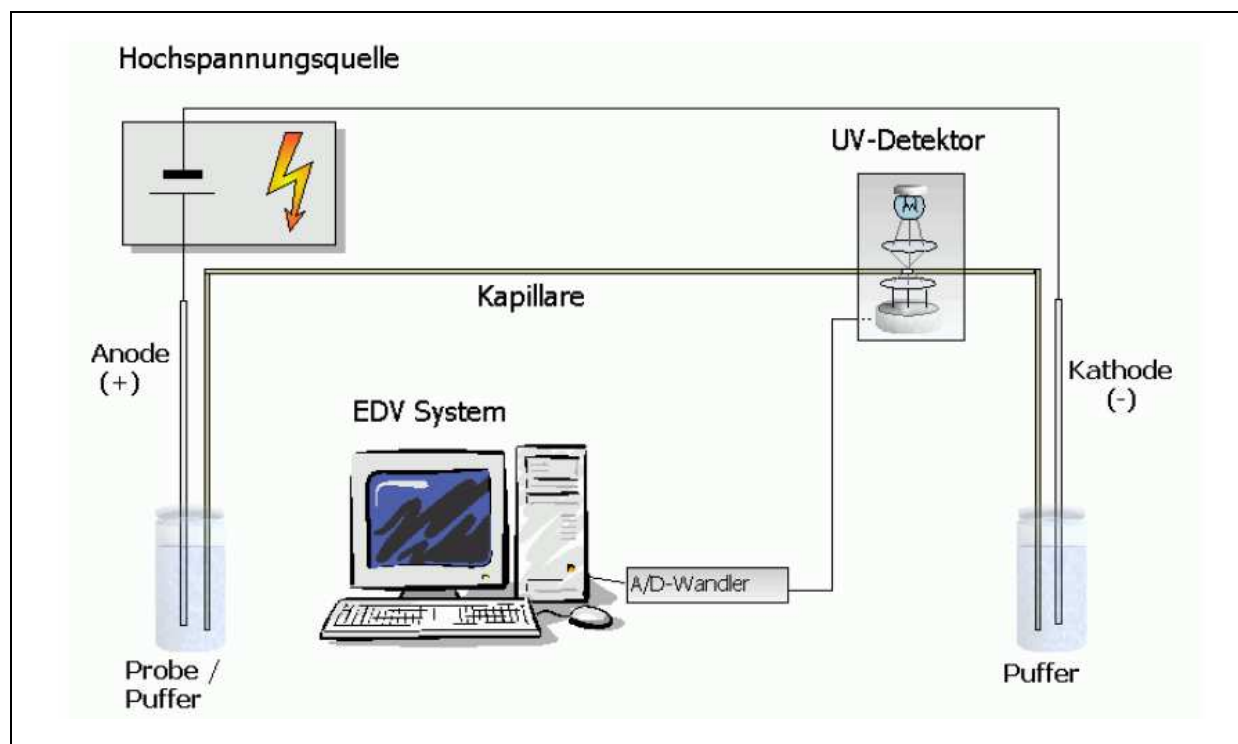 Hochspannungsquelle
UV-Detektor
Kapillare
Anode
(+)
Kathode
(-)
EDV System
A/D-Wandler
Probe /
Puffer
Puffer